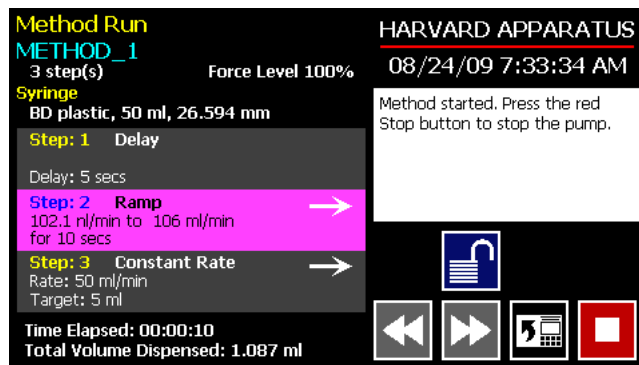 Method Run
METHOD_1
3 step(s) Force Level 100%
Syringe
BD plastic, 50 ml, 26.594 mm
Step: 1 Delay
Delay: 5 secs
Step: 2 Ramp
102.1 nl/min to 106 ml/min
for 10 secs
Step: 3 Constant Rate
Rate: 50 ml/min
Target: 5 ml
Time Elapsed: 00:00:10
Total Volume Dispensed: 1.087 ml
HARVARD APPARATUS
08/24/09 7:33:34 AM
Method started. Press the red
Stop button to stop the pump.